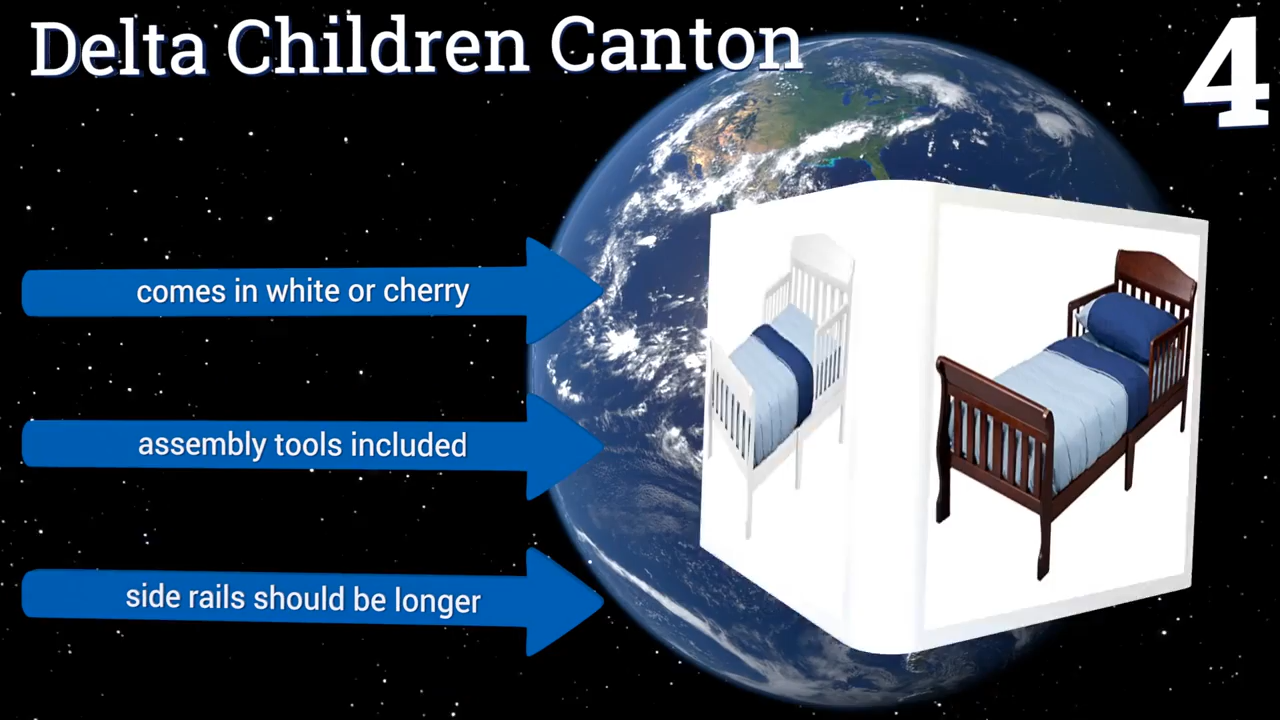 Delta Children Canton
4
comes in white or cherry
assembly tools included
side rails should be longer